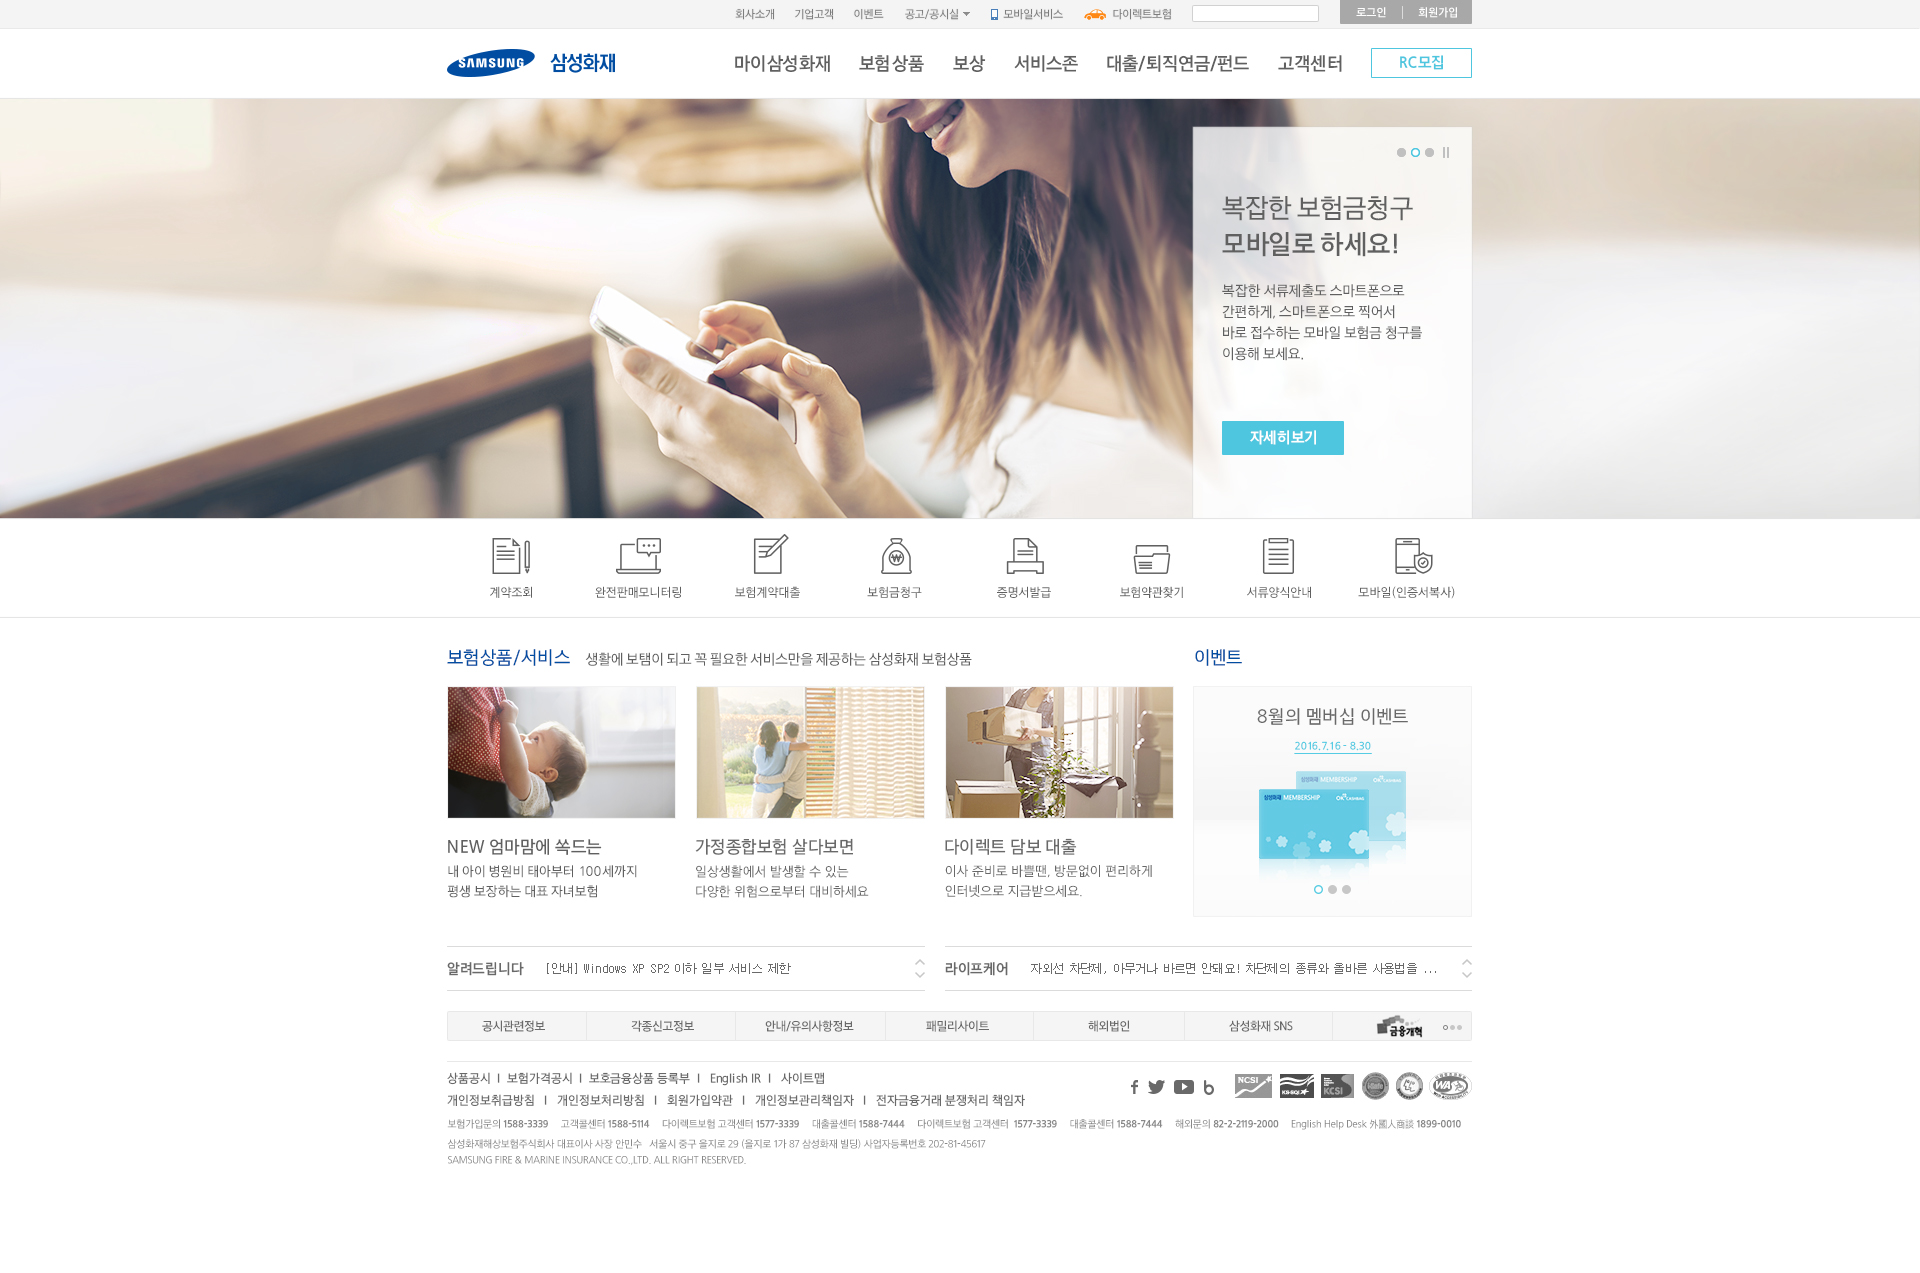 회사소개 기업고객 이벤트 공고/공시실 모바일서비스 다이렉트보험 로그인 회원가입
SAMSUNG 삼성화재 마이삼성화재 보험상품 보상 서비스존 대출/퇴직연금/펀드 고객센터 RC모집
복잡한 보험금청구
모바일로 하세요!
복잡한 서류제출도 스마트폰으로
간편하게, 스마트폰으로 찍어서
바로 접수하는 모바일 보험금 청구를
이용해 보세요.
자세히보기
계약조회 완전판매모니터링 보험계약대출 보험금청구 증명서발급 보험약관찾기 서류양식안내 모바일(인증서복사)
보험상품/서비스 생활에 보탬이 되고 꼭 필요한 서비스만을 제공하는 삼성화재 보험상품
NEW 엄마맘에 쏙드는
내 아이 병원비 태아부터 100세까지
평생 보장하는 대표 자녀보험
가정종합보험 살다보면
일상생활에서 발생할 수 있는
다양한 위험으로부터 대비하세요
다이렉트 담보 대출
이사 준비로 바쁠땐, 방문없이 편리하게
인터넷으로 지급받으세요.
이벤트
8월의 멤버십 이벤트
2016.7.16 - 8.30
삼성화재 MEMBERSHIP
삼성화재 MEMBERSHIP
알려드립니다 [안내] Windows XP SP2 이하 일부 서비스 제한
라이프케어 자외선 차단제, 아무거나 바르면 안돼요! 차단제의 종류와 올바른 사용법을 ...
공시관련정보 각종신고정보 안내/유의사항정보 패밀리사이트 해외법인 삼성화재 SNS 금융개혁
상품공시 I 보험가격공시 I 보호금융상품 등록부 I English IR I 사이트맵
개인정보취급방침 I 개인정보처리방침 I 회원가입약관 I 개인정보관리책임자 I 전자금융거래 분쟁처리 책임자
NCSI KS-SQI KCSI WA
보험가입문의 1588-3339 고객콜센터 1588-5114 다이렉트보험 고객센터 1577-3339 대출콜센터 1588-7444 다이렉트보험 고객센터 1577-3339 대출콜센터 1588-7444 해외문의 82-2-2119-2000 English Help Desk 外國人商談 1899-0010
삼성화재해상보험주식회사 대표이사 사장 안민수 서울시 중구 을지로 29 (을지로 1가 87 삼성화재 빌딩) 사업자등록번호 202-81-45617
SAMSUNG FIRE & MARINE INSURANCE CO.,LTD. ALL RIGHT RESERVED.